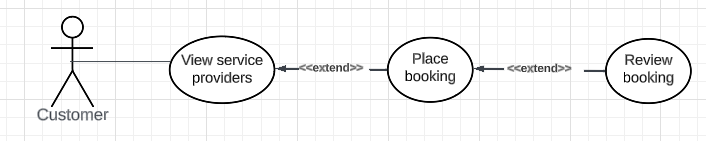 View service
providers
<<extend>>
Place
booking
<<extend>>
Review
booking
Customer